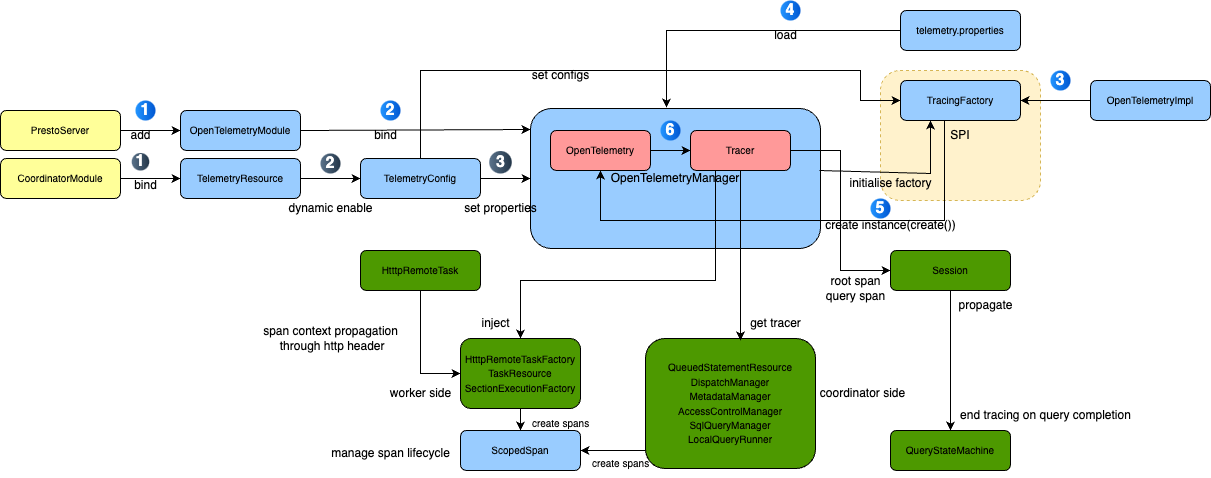 4
telemetry.properties
load
set configs
3
TracingFactory
OpenTelemetryImpl
SPI
1
PrestoServer
add
OpenTelemetryModule
2
bind
6
OpenTelemetry
Tracer
OpenTelemetryManager
1
CoordinatorModule
bind
TelemetryResource
2
dynamic enable
TelemetryConfig
3
set properties
initialise factory
5
create instance(create())
HtttpRemoteTask
root span
query span
Session
propagate
span context propagation
through http header
inject
get tracer
HtttpRemoteTaskFactory
TaskResource
SectionExecutionFactory
worker side
QueuedStatementResource
DispatchManager
MetadataManager
AccessControlManager
SqlQueryManager
LocalQueryRunner
coordinator side
end tracing on query completion
create spans
manage span lifecycle
ScopedSpan
create spans
QueryStateMachine